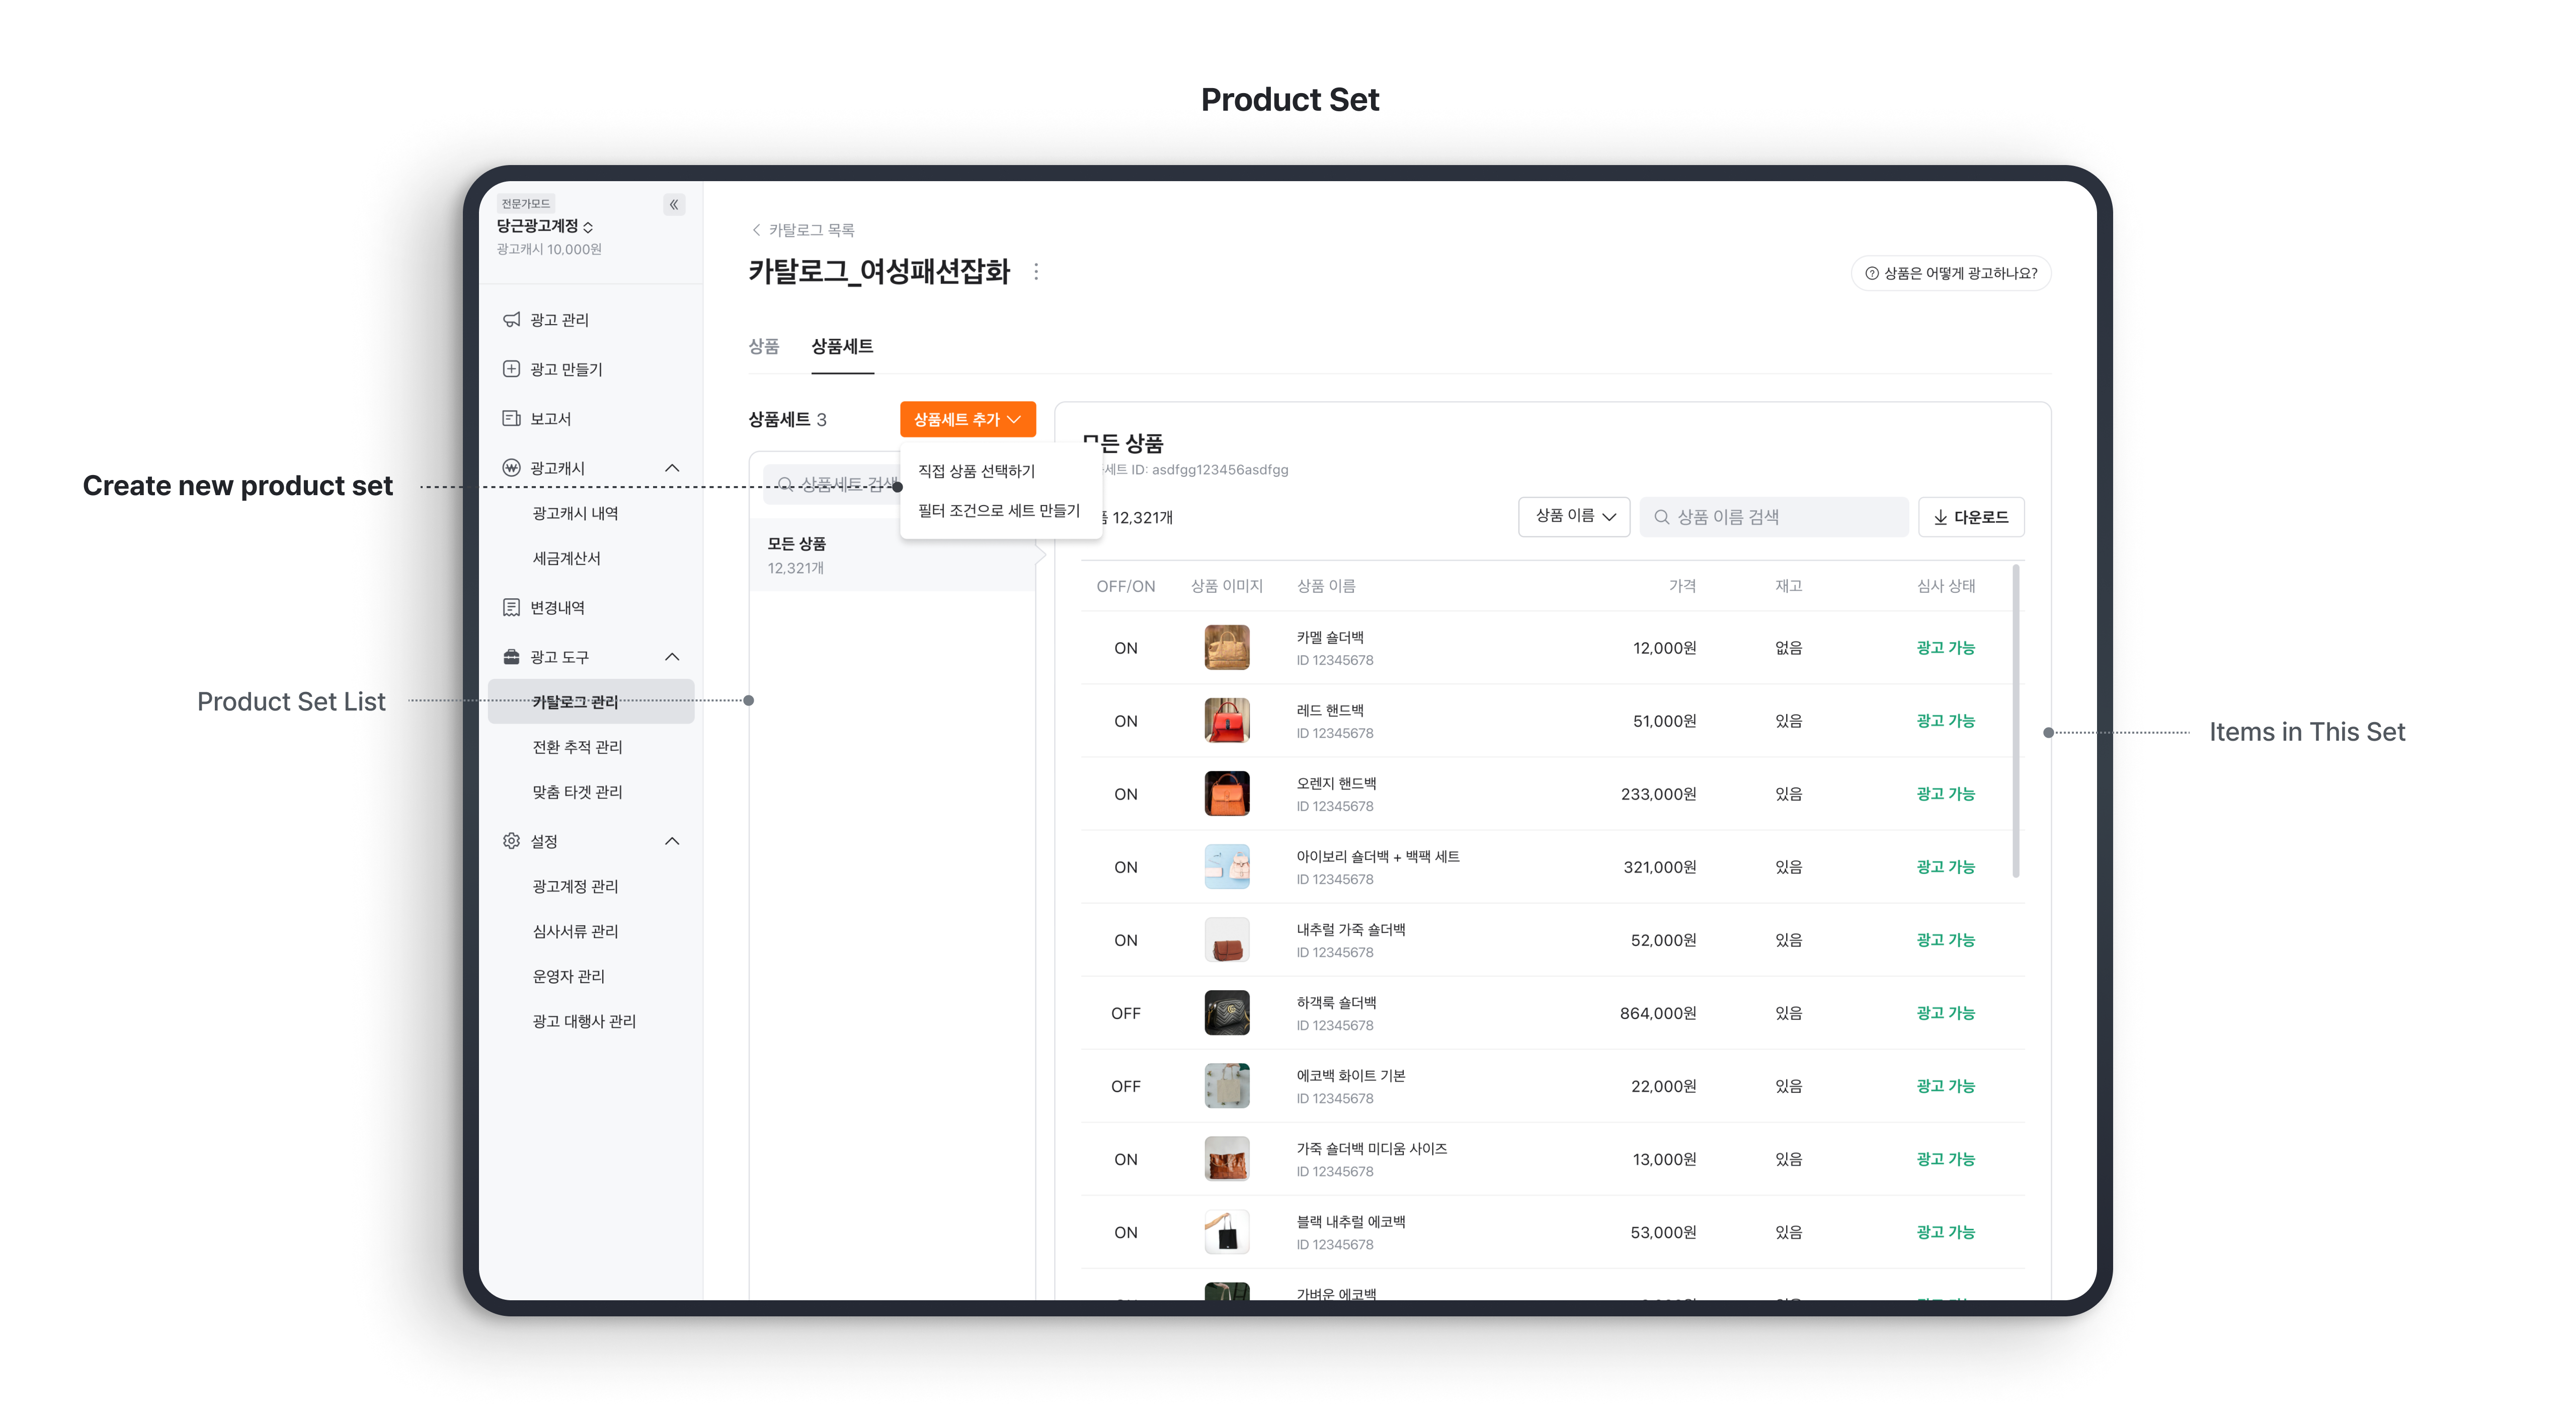 Product Set
전문가모드
당근광고계정
광고캐시 10,000원
광고 관리
광고 만들기
보고서
광고캐시
광고캐시 내역
세금계산서
변경내역
광고 도구
카탈로그 관리
전환 추적 관리
맞춤 타겟 관리
설정
광고계정 관리
심사서류 관리
운영자 관리
광고 대행사 관리
Create new product set
Product Set List
카탈로그 목록
카탈로그_여성패션잡화
상품은 어떻게 광고하나요?
상품 상품세트
상품세트 3
상품세트 추가
직접 상품 선택하기
필터 조건으로 세트 만들기
상품세트 검색
모든 상품
12,321개
모든 상품
세트 ID: asdfgg123456asdfgg
12,321개
상품 이름
상품 이름 검색
다운로드
OFF/ON 상품 이미지 상품 이름 가격 재고 심사 상태
ON 카멜 숄더백 12,000원 없음 광고 가능
ID 12345678
ON 레드 핸드백 51,000원 있음 광고 가능
ID 12345678
ON 오렌지 핸드백 233,000원 있음 광고 가능
ID 12345678
ON 아이보리 숄더백 + 백팩 세트 321,000원 있음 광고 가능
ID 12345678
ON 내추럴 가죽 숄더백 52,000원 있음 광고 가능
ID 12345678
OFF 하객룩 숄더백 864,000원 있음 광고 가능
ID 12345678
OFF 에코백 화이트 기본 22,000원 있음 광고 가능
ID 12345678
ON 가죽 숄더백 미디움 사이즈 13,000원 있음 광고 가능
ID 12345678
ON 블랙 내추럴 에코백 53,000원 있음 광고 가능
ID 12345678
가벼운 에코백
Items in This Set